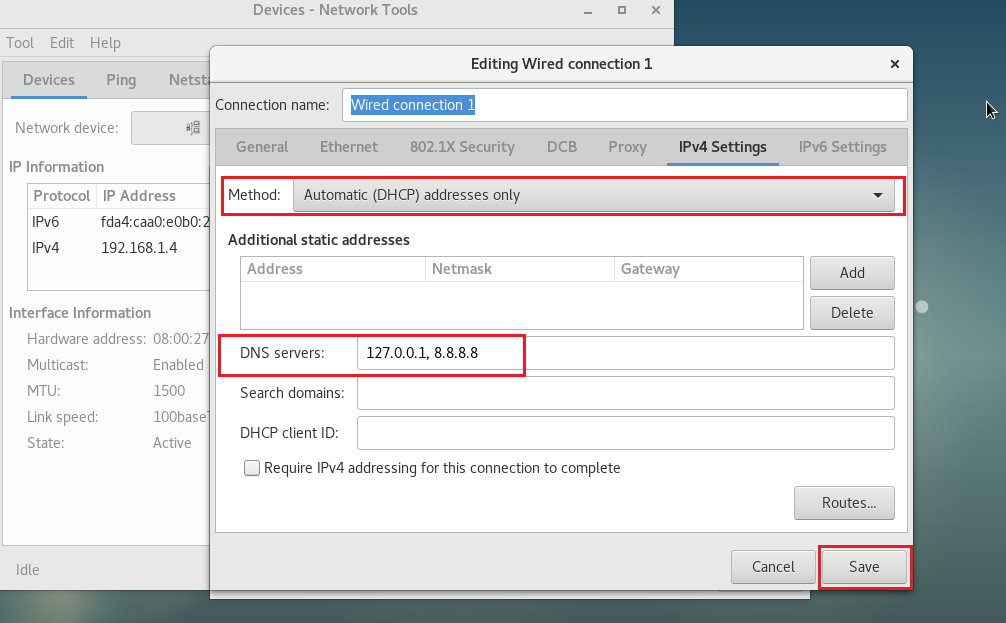 Devices - Network Tools
Tool Edit Help
Devices Ping Netsta
Network device:
IP Information
Protocol IP Address
IPv6 fda4:caa0:e0b0:2
IPv4 192.168.1.4
Interface Information
Hardware address: 08:00:27
Multicast: Enabled
MTU: 1500
Link speed: 100baseT
State: Active
Idle
Editing Wired connection 1
Connection name: Wired connection 1
General Ethernet 802.1X Security DCB Proxy IPv4 Settings IPv6 Settings
Method: Automatic (DHCP) addresses only
Additional static addresses
Address Netmask Gateway
Add
Delete
DNS servers: 127.0.0.1, 8.8.8.8
Search domains:
DHCP client ID:
Require IPv4 addressing for this connection to complete
Routes...
Cancel Save